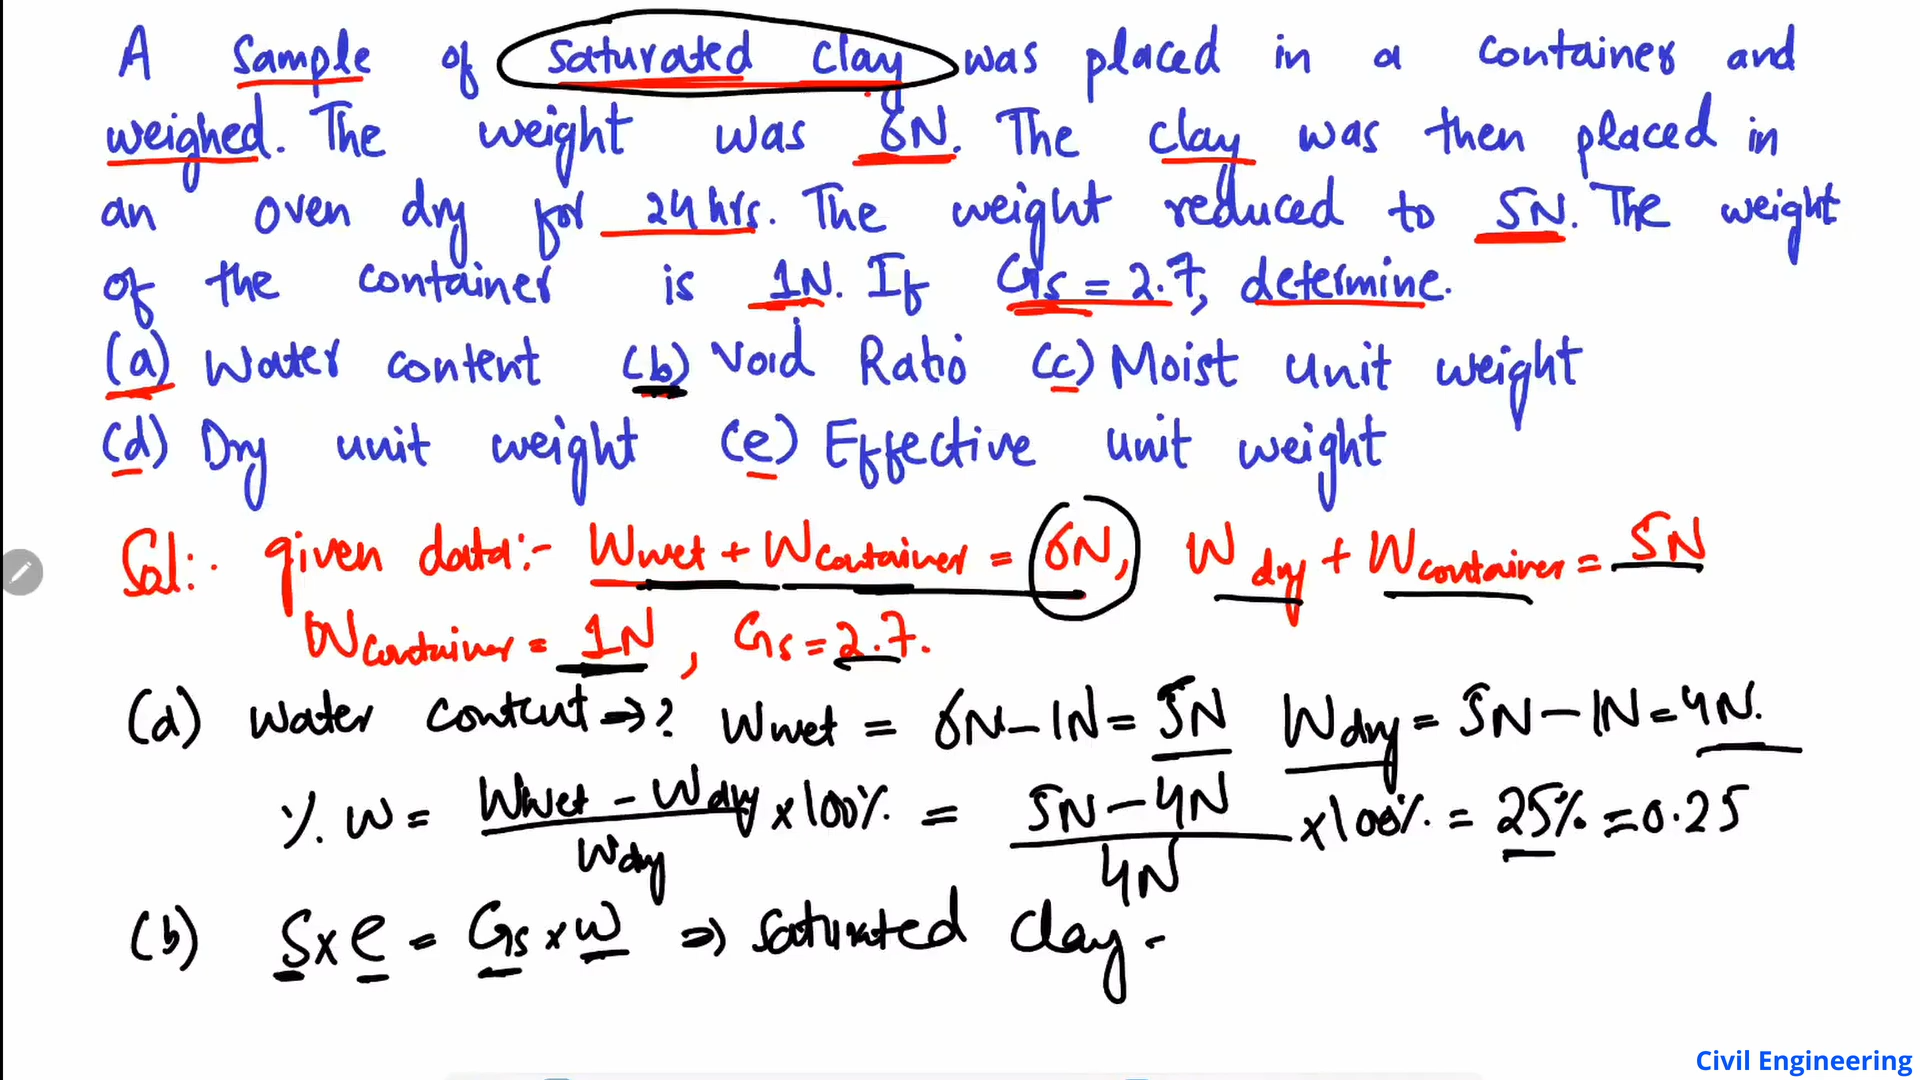 A sample of saturated clay was placed in a container and
weighed. The weight was 6N. The clay was then placed in
an oven dry for 24 hrs. The weight reduced to 5N. The weight
of the container is 1N. If Gs = 2.7, determine.
(a) Water content (b) Void Ratio (c) Moist unit weight
(d) Dry unit weight (e) Effective unit weight
Sol:- given data:- Wwet + Wcontainer = 6N, Wdry + Wcontainer = 5N
Wcontainer = 1N, Gs = 2.7.
(a) Water content ⇒? Wwet = 6N - 1N = 5N Wdry = 5N - 1N = 4N.
% w = Wwet - Wdry / Wdry × 100% = 5N - 4N / 4N × 100% = 25% = 0.25
(b) S × e = Gs × w ⇒ saturated clay -
Civil Engineering